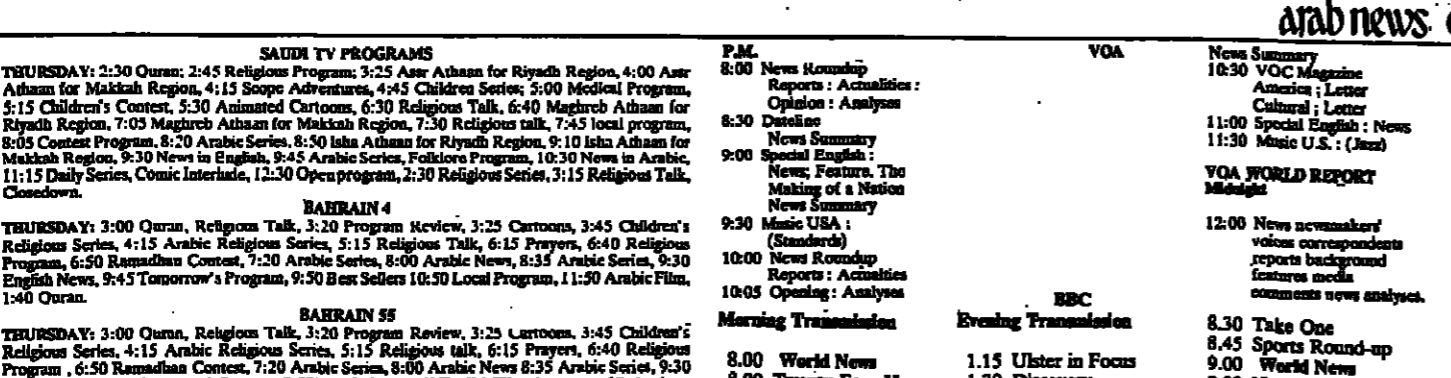 arab news
SAUDI TV PROGRAMS
THURSDAY: 2:30 Quran; 2:45 Religious Program; 3:25 Assr Athaan for Riyadh Region, 4:00 Assr
Athaan for Makkah Region, 4:15 Scope Adventures, 4:45 Children Series; 5:00 Medical Program,
5:15 Children's Contest, 5:30 Animated Cartoons, 6:30 Religious Talk, 6:40 Maghreb Athaan for
Riyadh Region, 7:03 Maghreb Athaan for Makkah Region, 7:30 Religious talk, 7:45 local program,
8:05 Contest Program, 8:20 Arabic Series, 8:50 Isha Athaan for Riyadh Region, 9:10 Isha Athaan for
Makkah Region, 9:30 News in English, 9:45 Arabic Series, Folklore Program, 10:30 News in Arabic,
11:15 Daily Series, Comic Interlude, 12:30 Open program, 2:30 Religious Series, 3:15 Religious Talk,
Closedown.
BAHRAIN 4
THURSDAY: 3:00 Quran, Religious Talk, 3:20 Program Review, 3:25 Cartoons, 3:45 Children's
Religious Series, 4:15 Arabic Religious Series, 5:15 Religious Talk, 6:15 Prayers, 6:40 Religious
Program, 6:50 Ramadhan Contest, 7:20 Arabic Series, 8:00 Arabic News, 8:35 Arabic Series, 9:30
English News, 9:45 Tomorrow's Program, 9:50 Best Sellers 10:50 Local Program, 11:50 Arabic Film,
1:40 Quran.
BAHRAIN 55
THURSDAY: 3:00 Quran, Religious Talk, 3:20 Program Review, 3:25 Cartoons, 3:45 Children's
Religious Series, 4:15 Arabic Religious Series, 5:15 Religious talk, 6:15 Prayers, 6:40 Religious
Program , 6:50 Ramadhan Contest, 7:20 Arabic Series, 8:00 Arabic News 8:35 Arabic Series, 9:30
VOA
P.M.
8:00 News Roundup
Reports : Actualities :
Opinion : Analyses
8:30 Dateline
News Summary
9:00 Special English :
News; Feature, The
Making of a Nation
News Summary
9:30 Music USA :
(Standards)
10:00 News Roundup
Reports : Actualties
10:05 Opening : Analyses
News Summary
10:30 VOC Magazine
America ; Letter
Cultural ; Letter
11:00 Special English : News
11:30 Music U.S. : (Jazz)
VOA WORLD REPORT
Midnight
12:00 News newsmakers'
voices correspondents
reports background
features media
comments news analyses.
BBC
Morning Transmission
8.00 World News
Evening Transmission
1.15 Ulster in Focus
8.30 Take One
8.45 Sports Round-up
9.00 World News